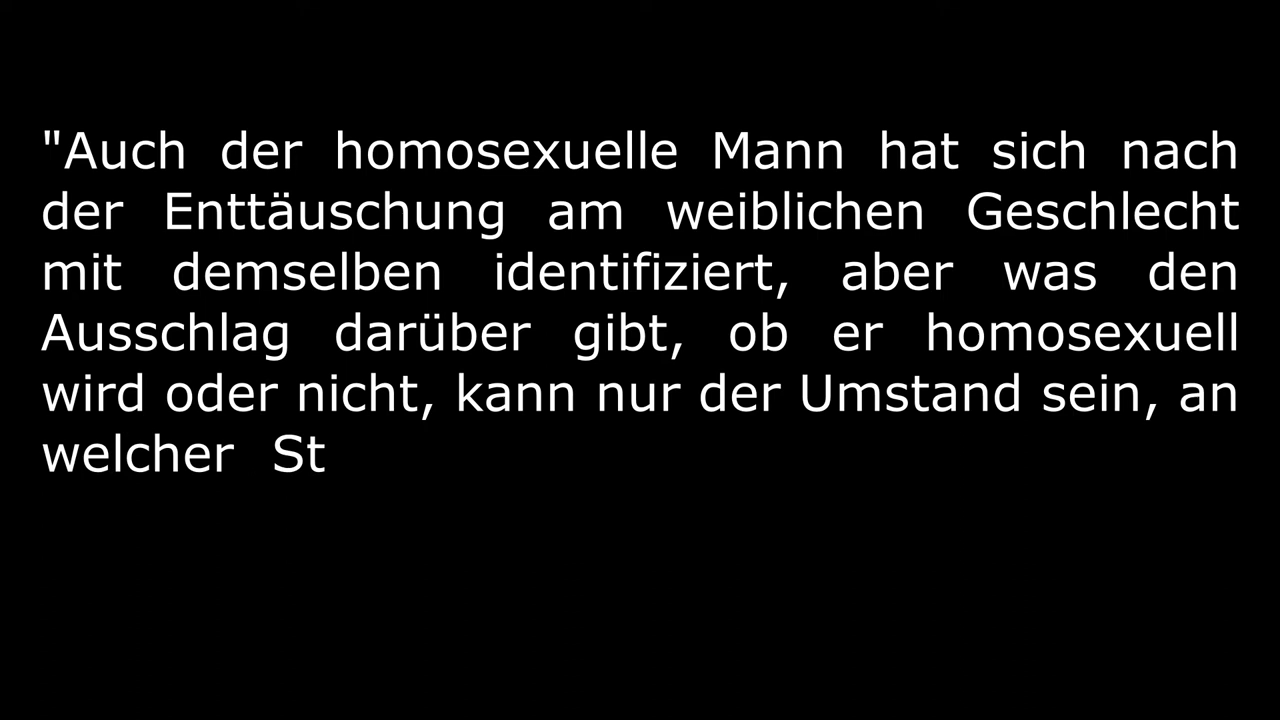 "Auch der homosexuelle Mann hat sich nach
der Enttäuschung am weiblichen Geschlecht
mit demselben identifiziert, aber was den
Ausschlag darüber gibt, ob er homosexuell
wird oder nicht, kann nur der Umstand sein, an
welcher St